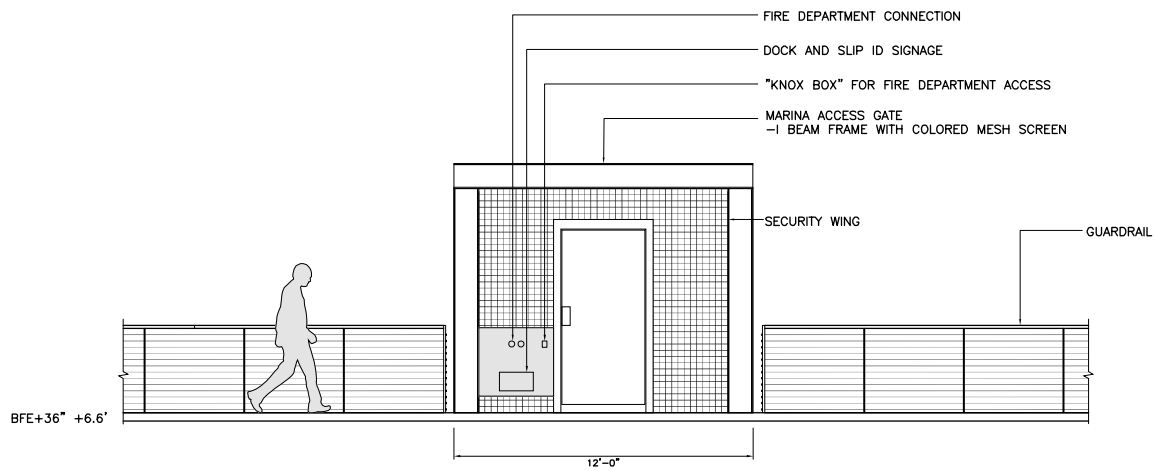 FIRE DEPARTMENT CONNECTION
DOCK AND SLIP ID SIGNAGE
"KNOX BOX" FOR FIRE DEPARTMENT ACCESS
MARINA ACCESS GATE
-I BEAM FRAME WITH COLORED MESH SCREEN
SECURITY WING
GUARDRAIL
BFE+36" +6.6'
12'-0"